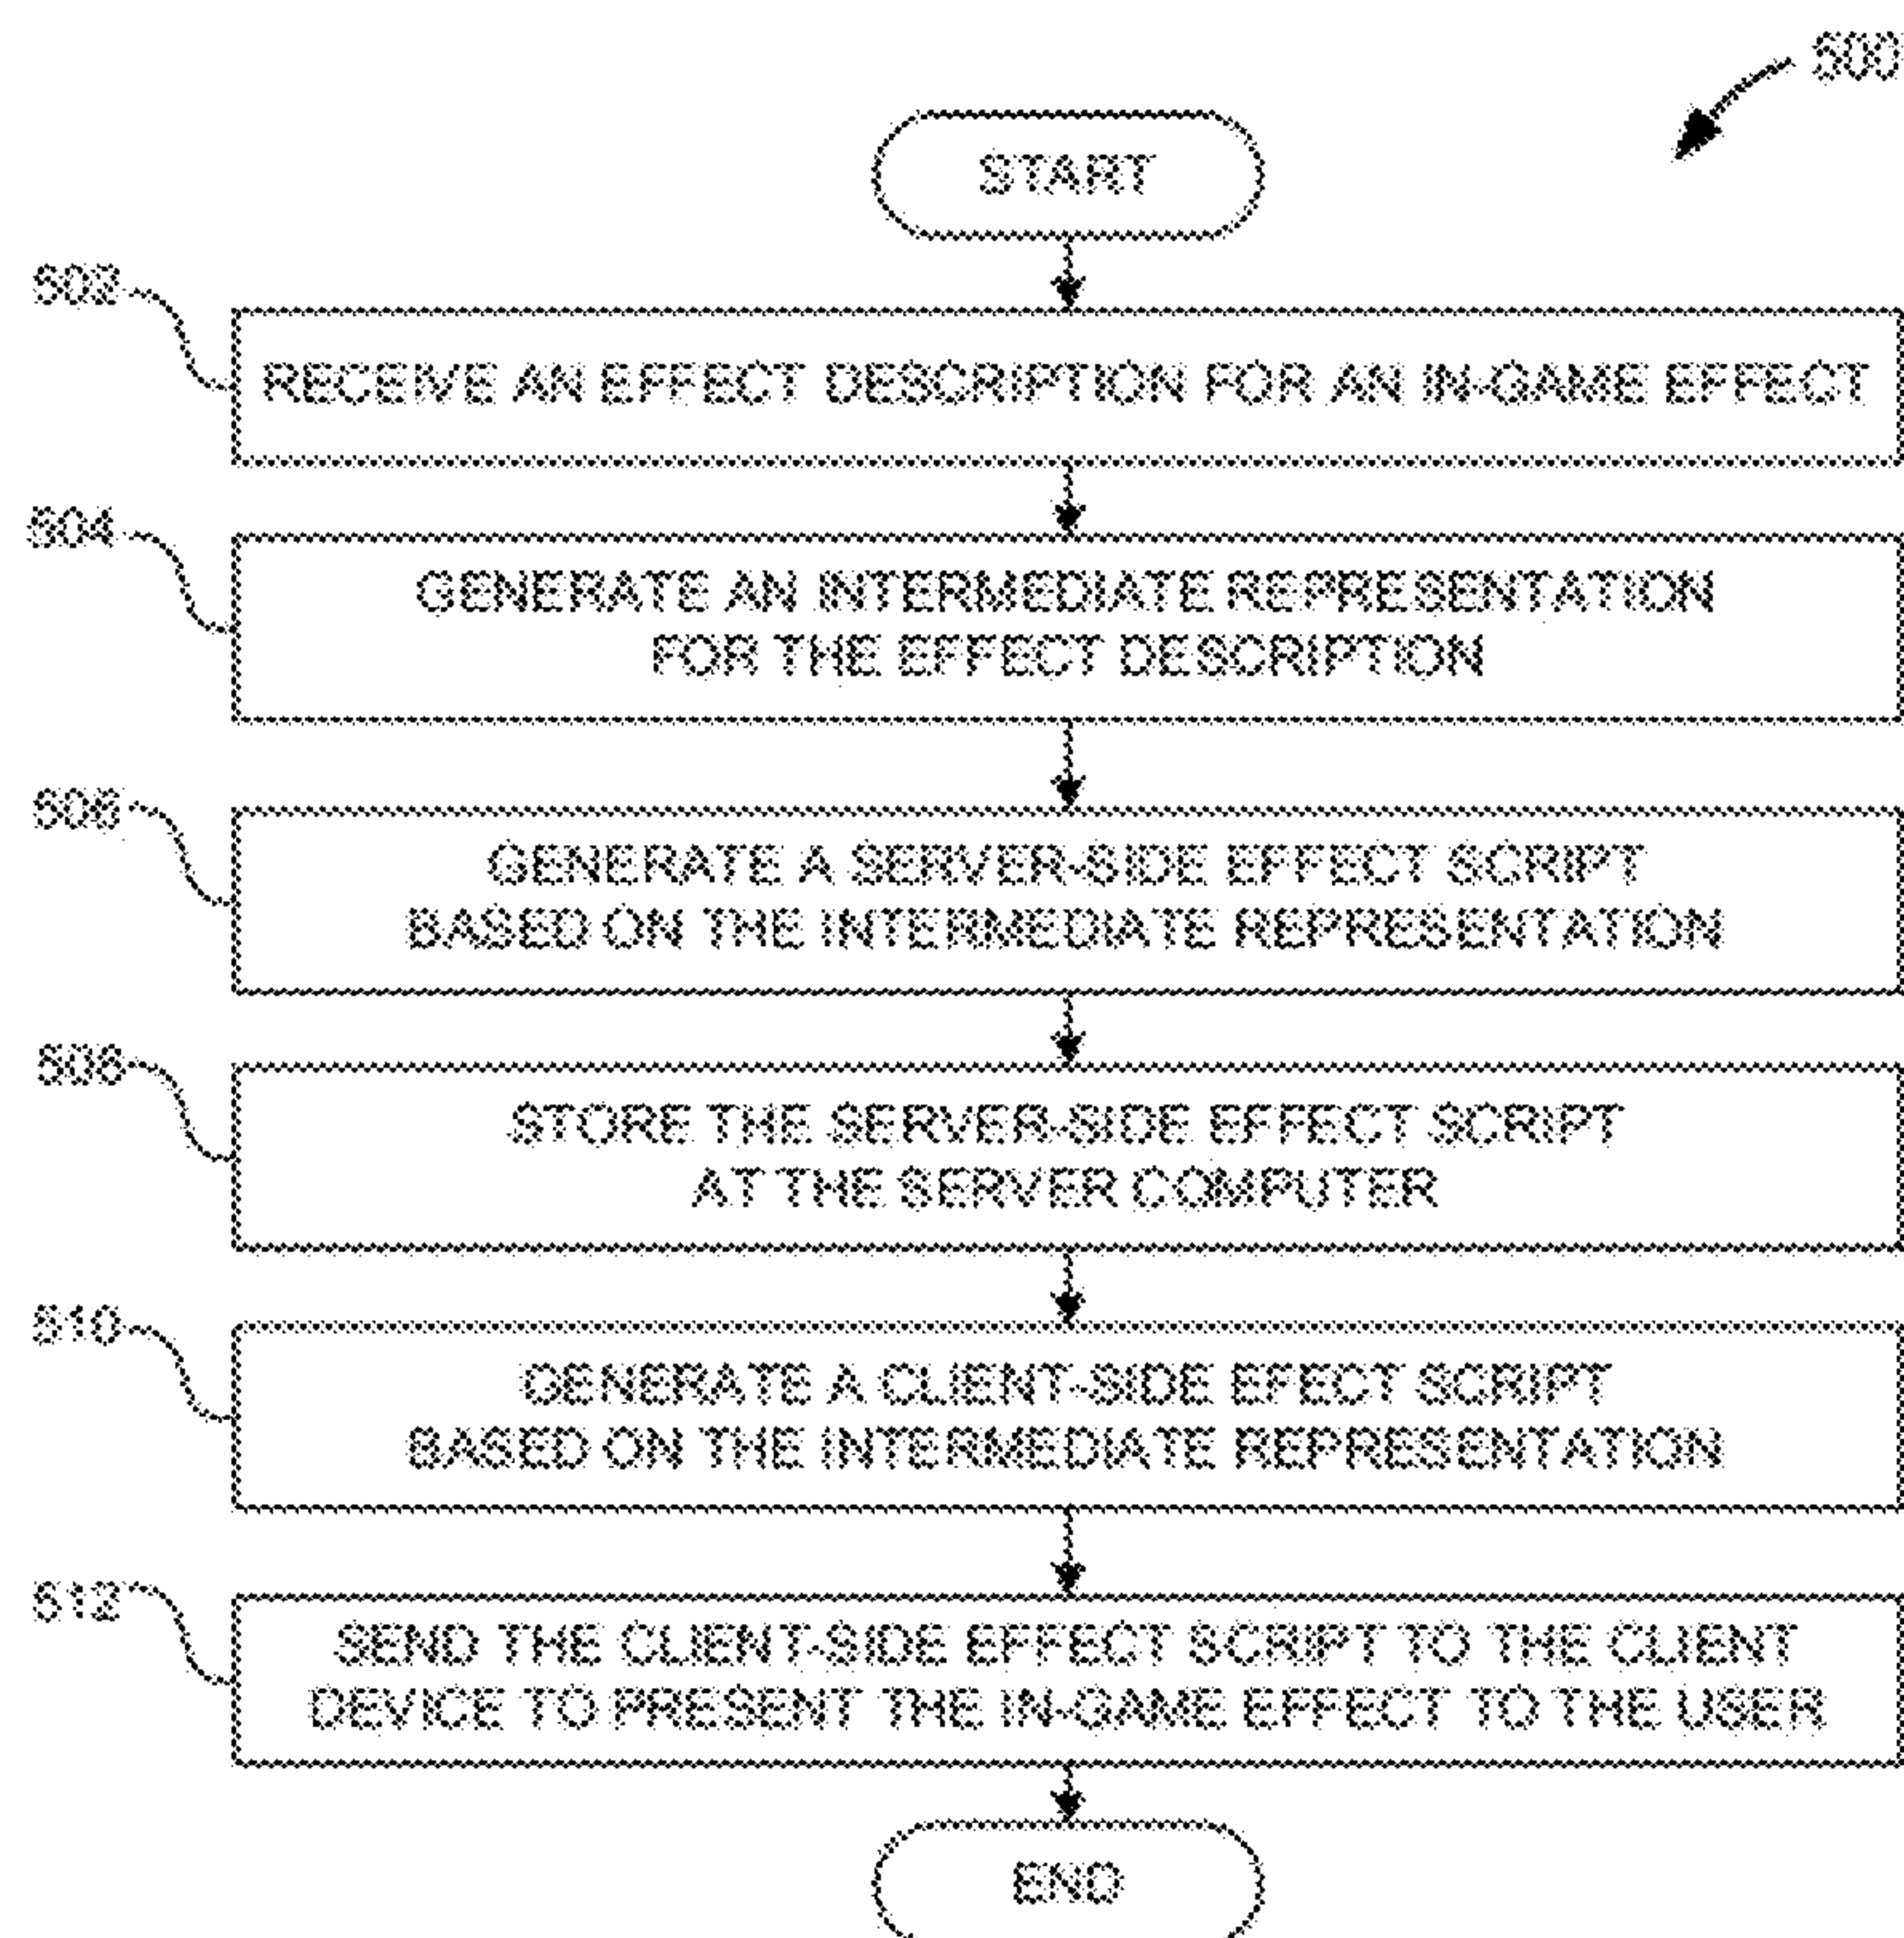 500
START
502
RECEIVE AN EFFECT DESCRIPTION FOR AN IN-GAME EFFECT
504
GENERATE AN INTERMEDIATE REPRESENTATION
FOR THE EFFECT DESCRIPTION
506
GENERATE A SERVER-SIDE EFFECT SCRIPT
BASED ON THE INTERMEDIATE REPRESENTATION
508
STORE THE SERVER-SIDE EFFECT SCRIPT
AT THE SERVER COMPUTER
510
GENERATE A CLIENT-SIDE EFECT SCRIPT
BASED ON THE INTERMEDIATE REPRESENTATION
512
SEND THE CLIENT-SIDE EFFECT SCRIPT TO THE CLIENT
DEVICE TO PRESENT THE IN-GAME EFFECT TO THE USER
END